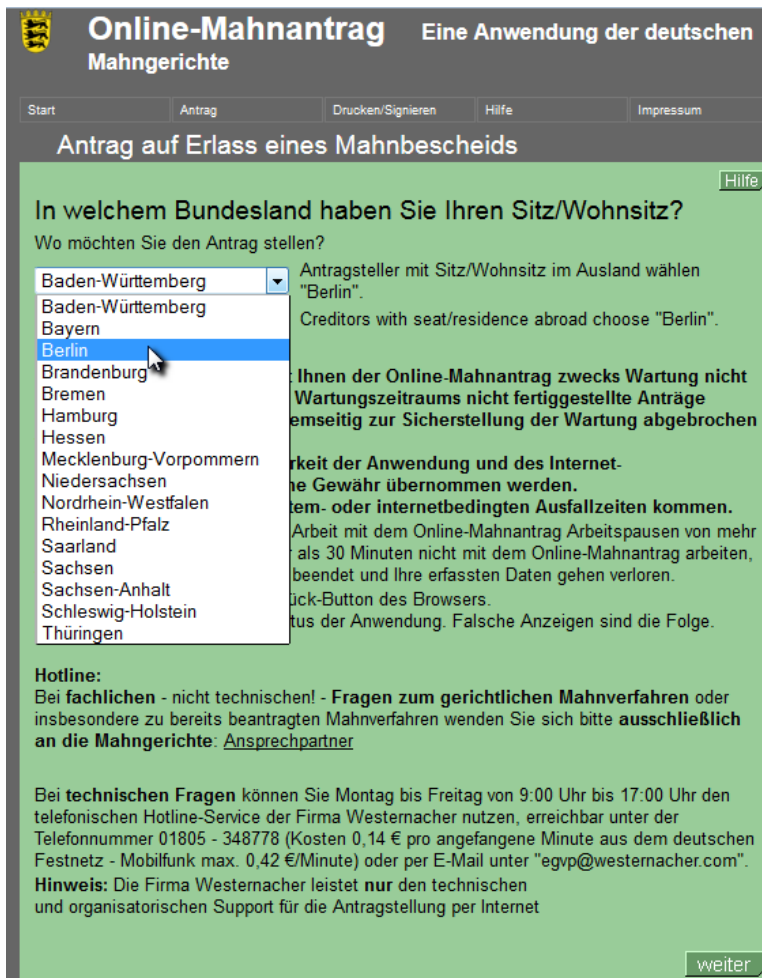 Online-Mahnantrag Eine Anwendung der deutschen
Mahngerichte
Start Antrag Drucken/Signieren Hilfe Impressum
Antrag auf Erlass eines Mahnbescheids
Hilfe
In welchem Bundesland haben Sie Ihren Sitz/Wohnsitz?
Wo möchten Sie den Antrag stellen?
Baden-Württemberg
Antragsteller mit Sitz/Wohnsitz im Ausland wählen
"Berlin".
Creditors with seat/residence abroad choose "Berlin".
Baden-Württemberg
Bayern
Berlin
Brandenburg
Bremen
Hamburg
Hessen
Mecklenburg-Vorpommern
Niedersachsen
Nordrhein-Westfalen
Rheinland-Pfalz
Saarland
Sachsen
Sachsen-Anhalt
Schleswig-Holstein
Thüringen
Ihnen der Online-Mahnantrag zwecks Wartung nicht
Wartungszeitraums nicht fertiggestellte Anträge
emseitig zur Sicherstellung der Wartung abgebrochen
rkeit der Anwendung und des Internet-
ne Gewähr übernommen werden.
tem- oder internetbedingten Ausfallzeiten kommen.
Arbeit mit dem Online-Mahnantrag Arbeitspausen von mehr
als 30 Minuten nicht mit dem Online-Mahnantrag arbeiten,
beendet und Ihre erfassten Daten gehen verloren.
ück-Button des Browsers.
tus der Anwendung. Falsche Anzeigen sind die Folge.
Hotline:
Bei fachlichen - nicht technischen! - Fragen zum gerichtlichen Mahnverfahren oder
insbesondere zu bereits beantragten Mahnverfahren wenden Sie sich bitte ausschließlich
an die Mahngerichte: Ansprechpartner
Bei technischen Fragen können Sie Montag bis Freitag von 9:00 Uhr bis 17:00 Uhr den
telefonischen Hotline-Service der Firma Westernacher nutzen, erreichbar unter der
Telefonnummer 01805 - 348778 (Kosten 0,14 € pro angefangene Minute aus dem deutschen
Festnetz - Mobilfunk max. 0,42 €/Minute) oder per E-Mail unter "egvp@westernacher.com".
Hinweis: Die Firma Westernacher leistet nur den technischen
und organisatorischen Support für die Antragstellung per Internet
weiter